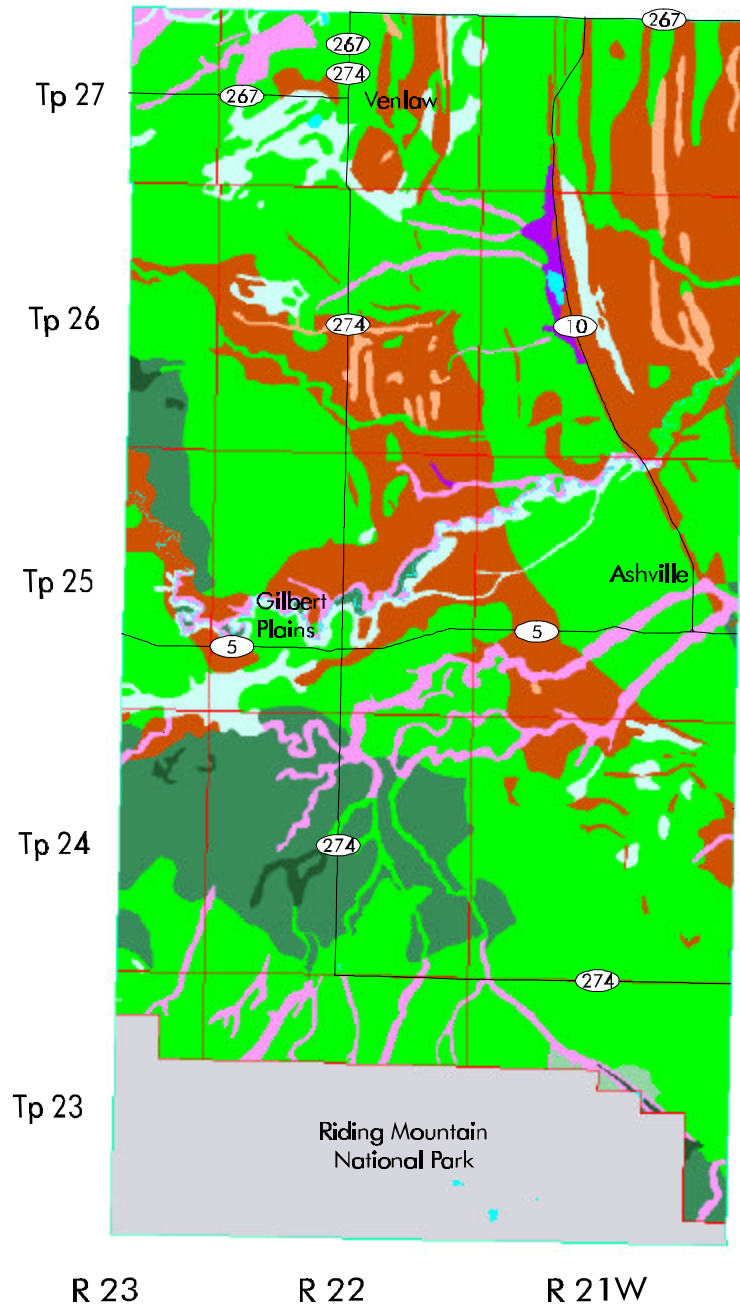 267
267
274
Tp 27
267
Venlaw
Tp 26
274
10
Tp 25
Ashville
Gilbert
Plains
5
5
Tp 24
274
274
Tp 23
Riding Mountain
National Park
R 23
R 22
R 21W